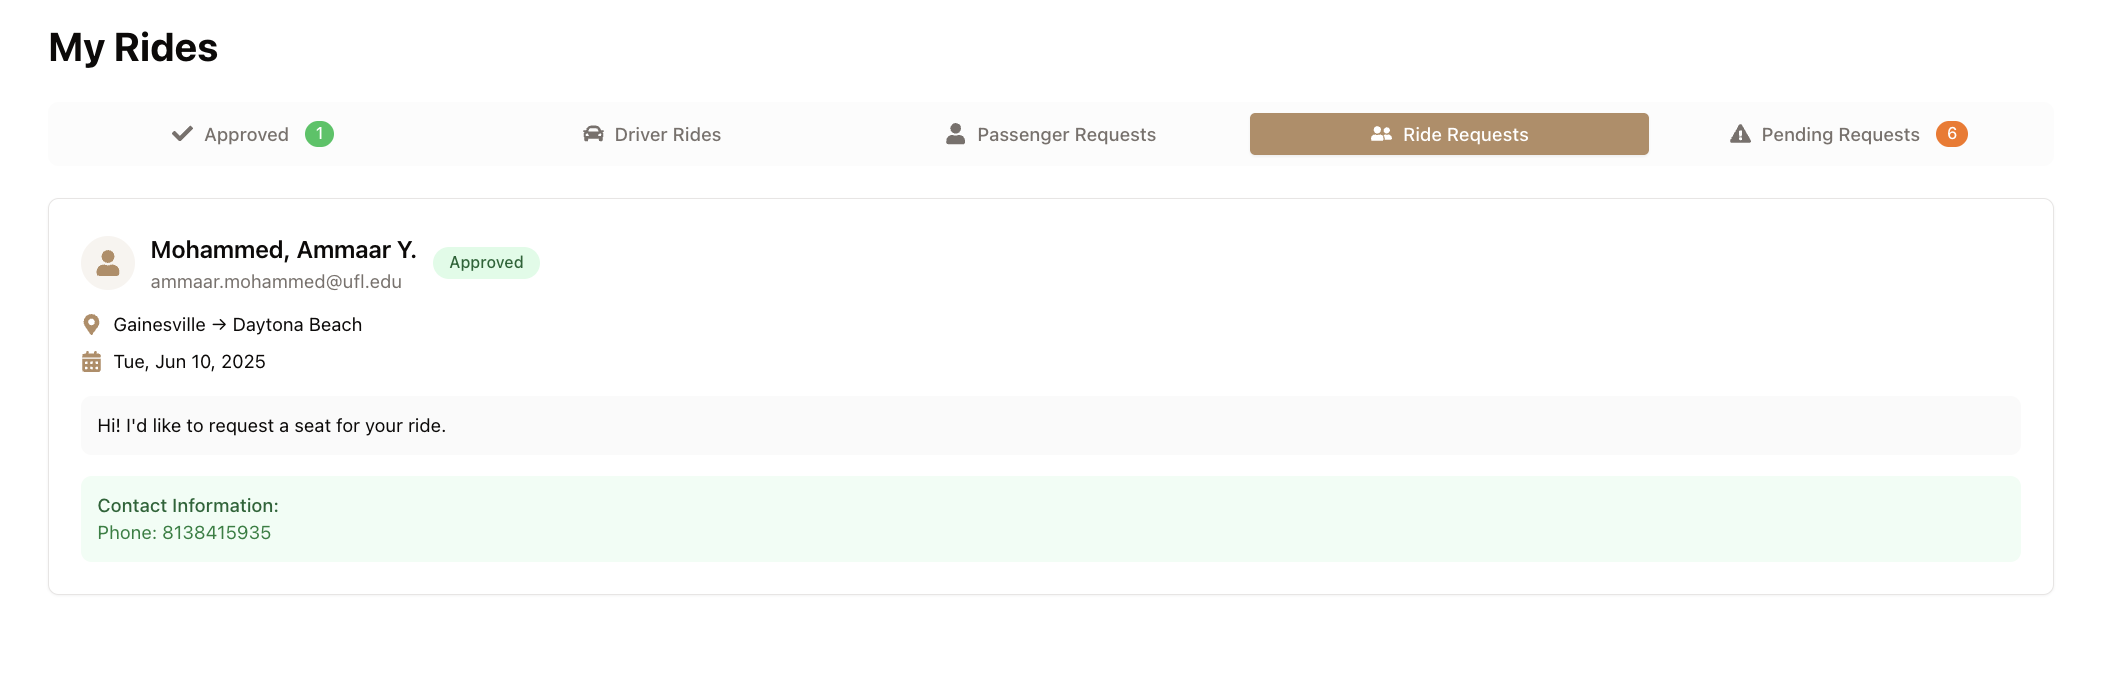 My Rides
Approved 1
Driver Rides
Passenger Requests
Ride Requests
Pending Requests 6
Mohammed, Ammaar Y.
Approved
ammaar.mohammed@ufl.edu
Gainesville → Daytona Beach
Tue, Jun 10, 2025
Hi! I'd like to request a seat for your ride.
Contact Information:
Phone: 8138415935